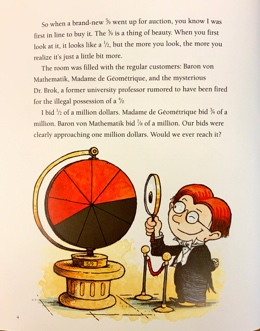 So when a brand-new 5/9 went up for auction, you know I was
first in line to buy it. The 5/9 is a thing of beauty. When you first
look at it, it looks like a 1/2, but the more you look, the more you
realize it's just a little bit more.
The room was filled with the regular customers: Baron von
Mathematik, Madame de Géométrique, and the mysterious
Dr. Brok, a former university professor rumored to have been fired
for the illegal possession of a
I bid 1/2 of a million dollars. Madame de Géométrique bid 3/4 of a
million. Baron von Mathematik bid 7/8 of a million. Our bids were
clearly approaching one million dollars. Would we ever reach it?